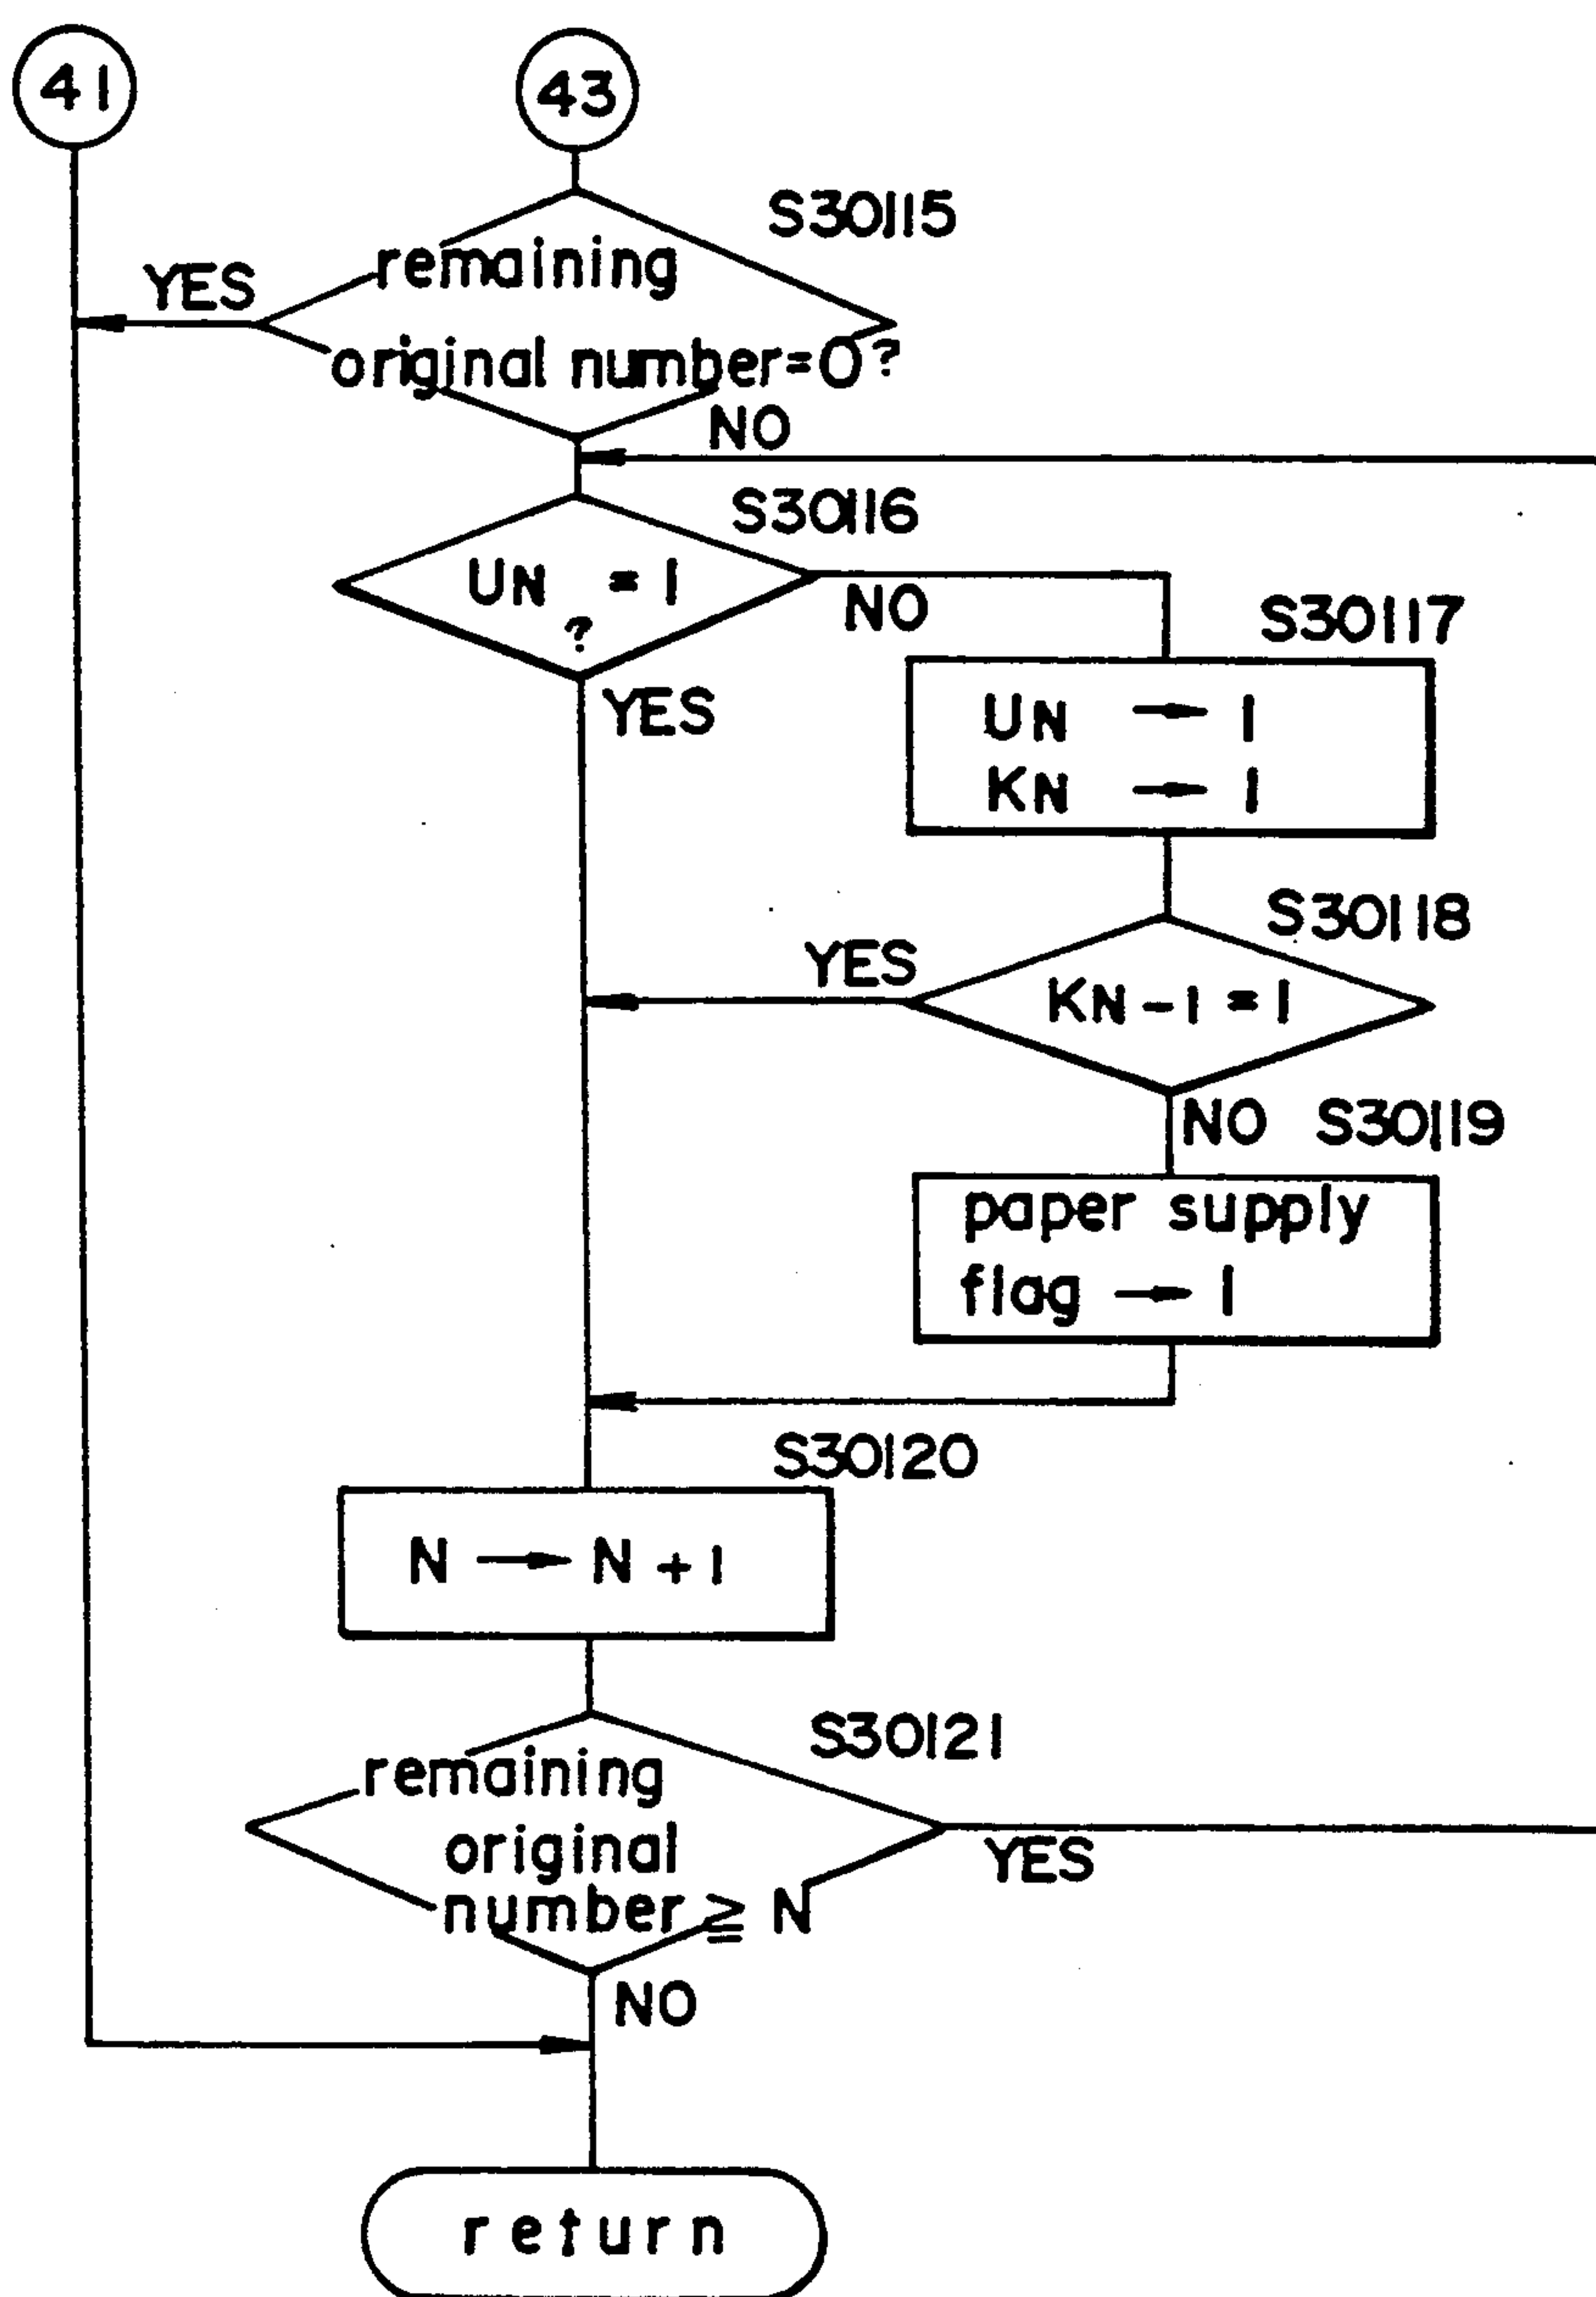 41
43
S30115
remaining
YES
original number=0?
NO
S30116
UN = 1
?
NO
S30117
YES
UN → 1
KN → 1
S30118
YES
KN-1 = 1
NO
S30119
paper supply
flag → 1
S30120
N → N + 1
S30121
remaining
original
YES
number ≧ N
NO
return